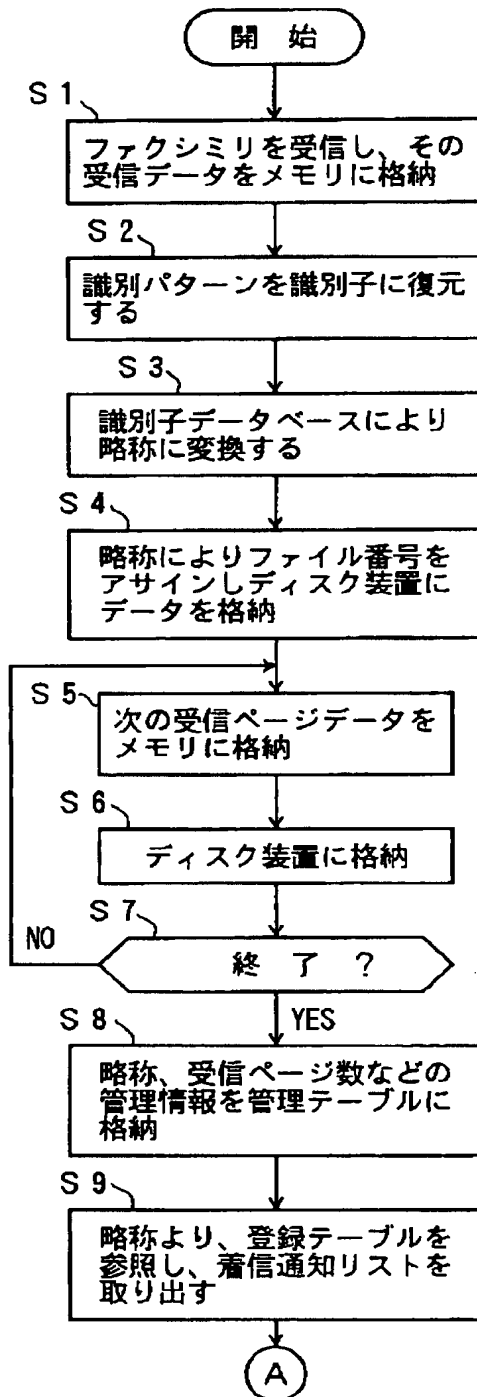 開 始
S1
ファクシミリを受信し、その
受信データをメモリに格納
S2
識別パターンを識別子に復元
する
S3
識別子データベースにより
略称に変換する
S4
略称によりファイル番号を
アサインしディスク装置に
データを格納
S5
次の受信ページデータを
メモリに格納
S6
ディスク装置に格納
S7
NO
終 了 ?
YES
S8
略称、受信ページ数などの
管理情報を管理テーブルに
格納
S9
略称より、登録テーブルを
参照し、着信通知リストを
取り出す
A